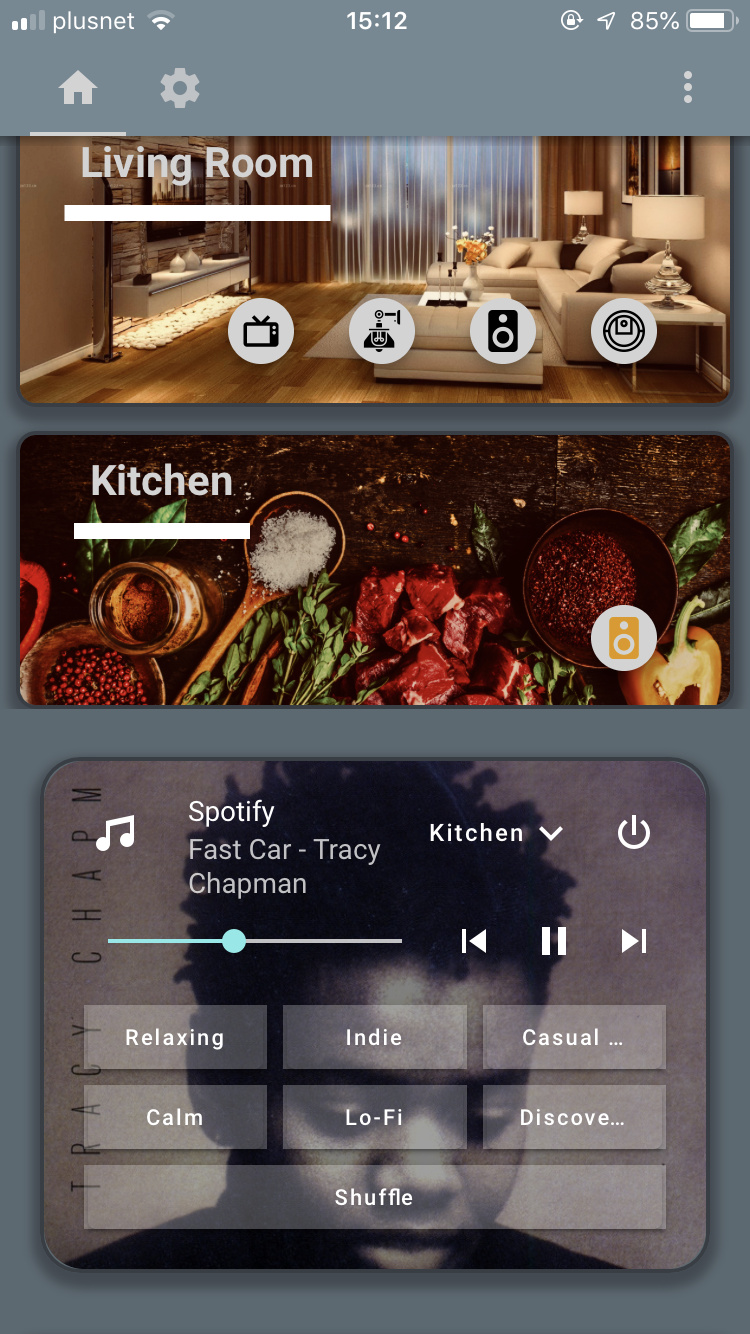 plusnet 15:12 85%
Living Room
Kitchen
Spotify
Fast Car - Tracy
Chapman
Kitchen
TRACY CHAPM
Relaxing Indie Casual ...
Calm Lo-Fi Discove...
Shuffle